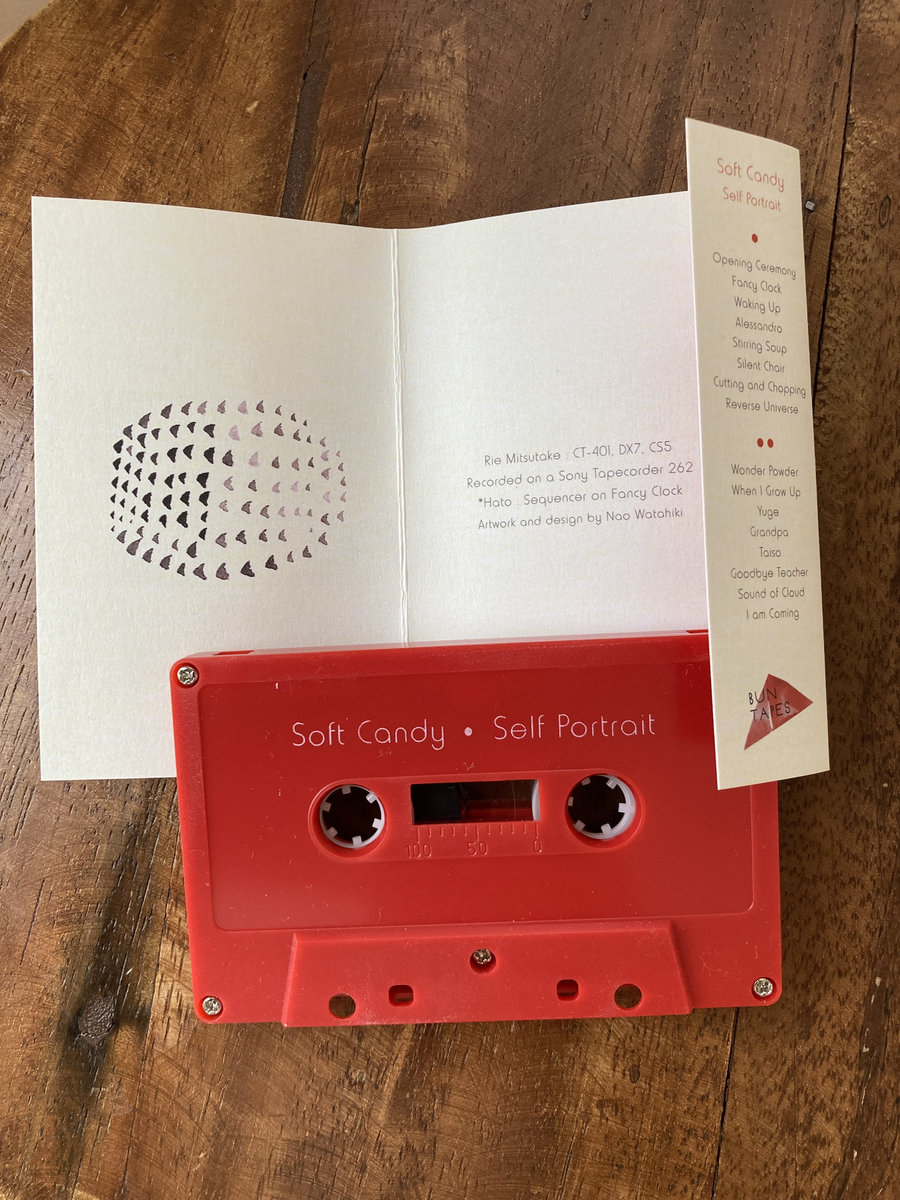 Soft Candy
Self Portrait
Opening Ceremony
Fancy Clock
Waking Up
Alessandro
Stirring Soup
Silent Chair
Cutting and Chopping
Reverse Universe
Wonder Powder
When I Grow Up
Yuge
Grandpa
Taiso
Goodbye Teacher
Sound of Cloud
I am Coming
BUN
TAPES
Rie Mitsutake : CT-401, DX7, CS5
Recorded on a Sony Tapecorder 262
*Hato : Sequencer on Fancy Clock
Artwork and design by Nao Watahiki
Soft Candy • Self Portrait
100 50 0